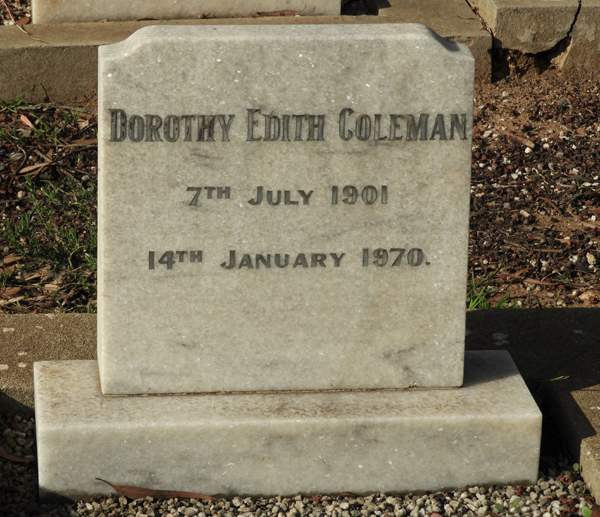 Dorothy Edith Coleman
7TH July 1901
14TH January 1970.